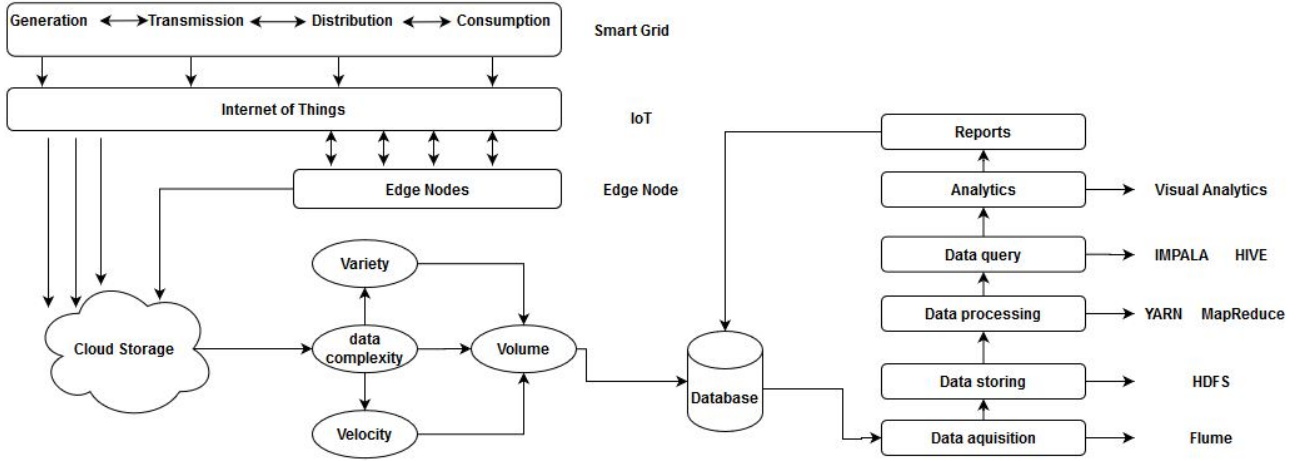 Generation Transmission Distribution Consumption
Smart Grid
Internet of Things
IoT
Edge Nodes
Edge Node
Cloud Storage
Variety
data
complexity
Volume
Velocity
Database
Reports
Analytics
Visual Analytics
Data query
IMPALA HIVE
Data processing
YARN MapReduce
Data storing
HDFS
Data aquisition
Flume